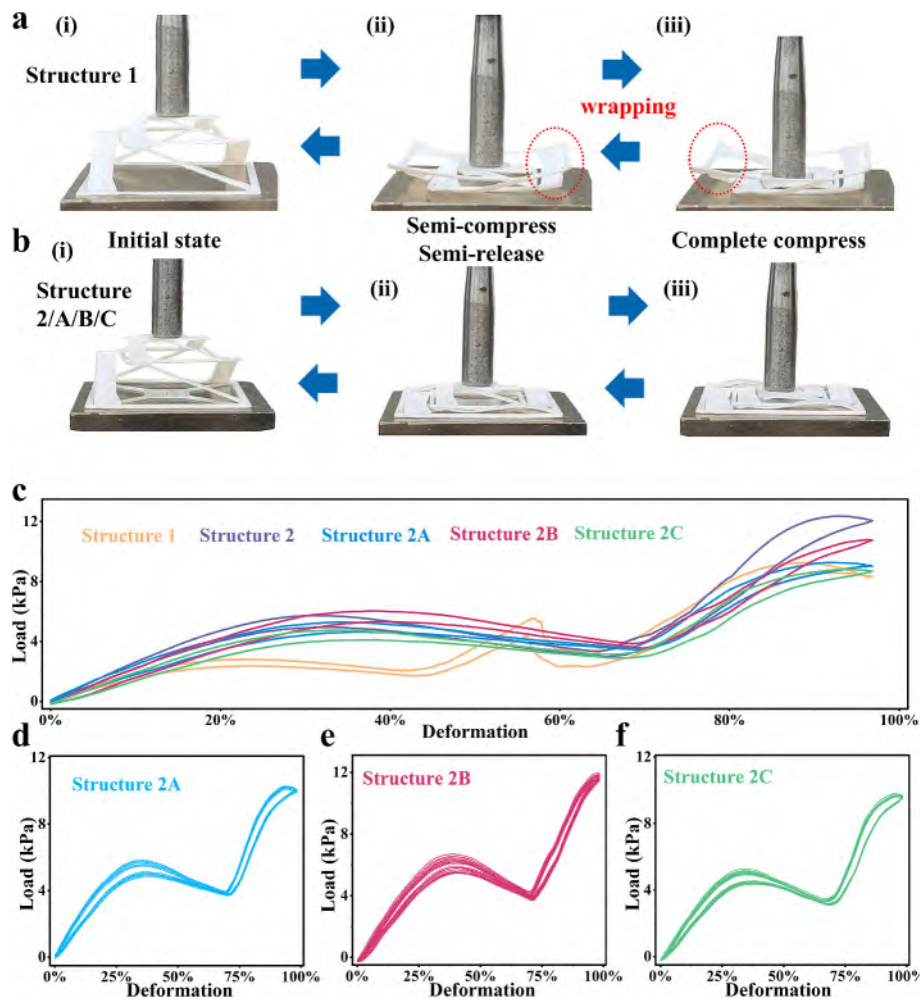 a
(i)
(ii)
(iii)
Structure 1
wrapping
b
(i)
Initial state
Semi-compress
Semi-release
Complete compress
Structure
2/A/B/C
(ii)
(iii)
c
Structure 1 Structure 2 Structure 2A Structure 2B Structure 2C
Load (kPa)
12
8
4
0
0% 20% 40% 60% 80% 100%
Deformation
d
Structure 2A
Load (kPa)
12
8
4
0
0% 25% 50% 75% 100%
Deformation
e
Structure 2B
Load (kPa)
12
8
4
0
0% 25% 50% 75% 100%
Deformation
f
Structure 2C
Load (kPa)
12
8
4
0
0% 25% 50% 75% 100%
Deformation